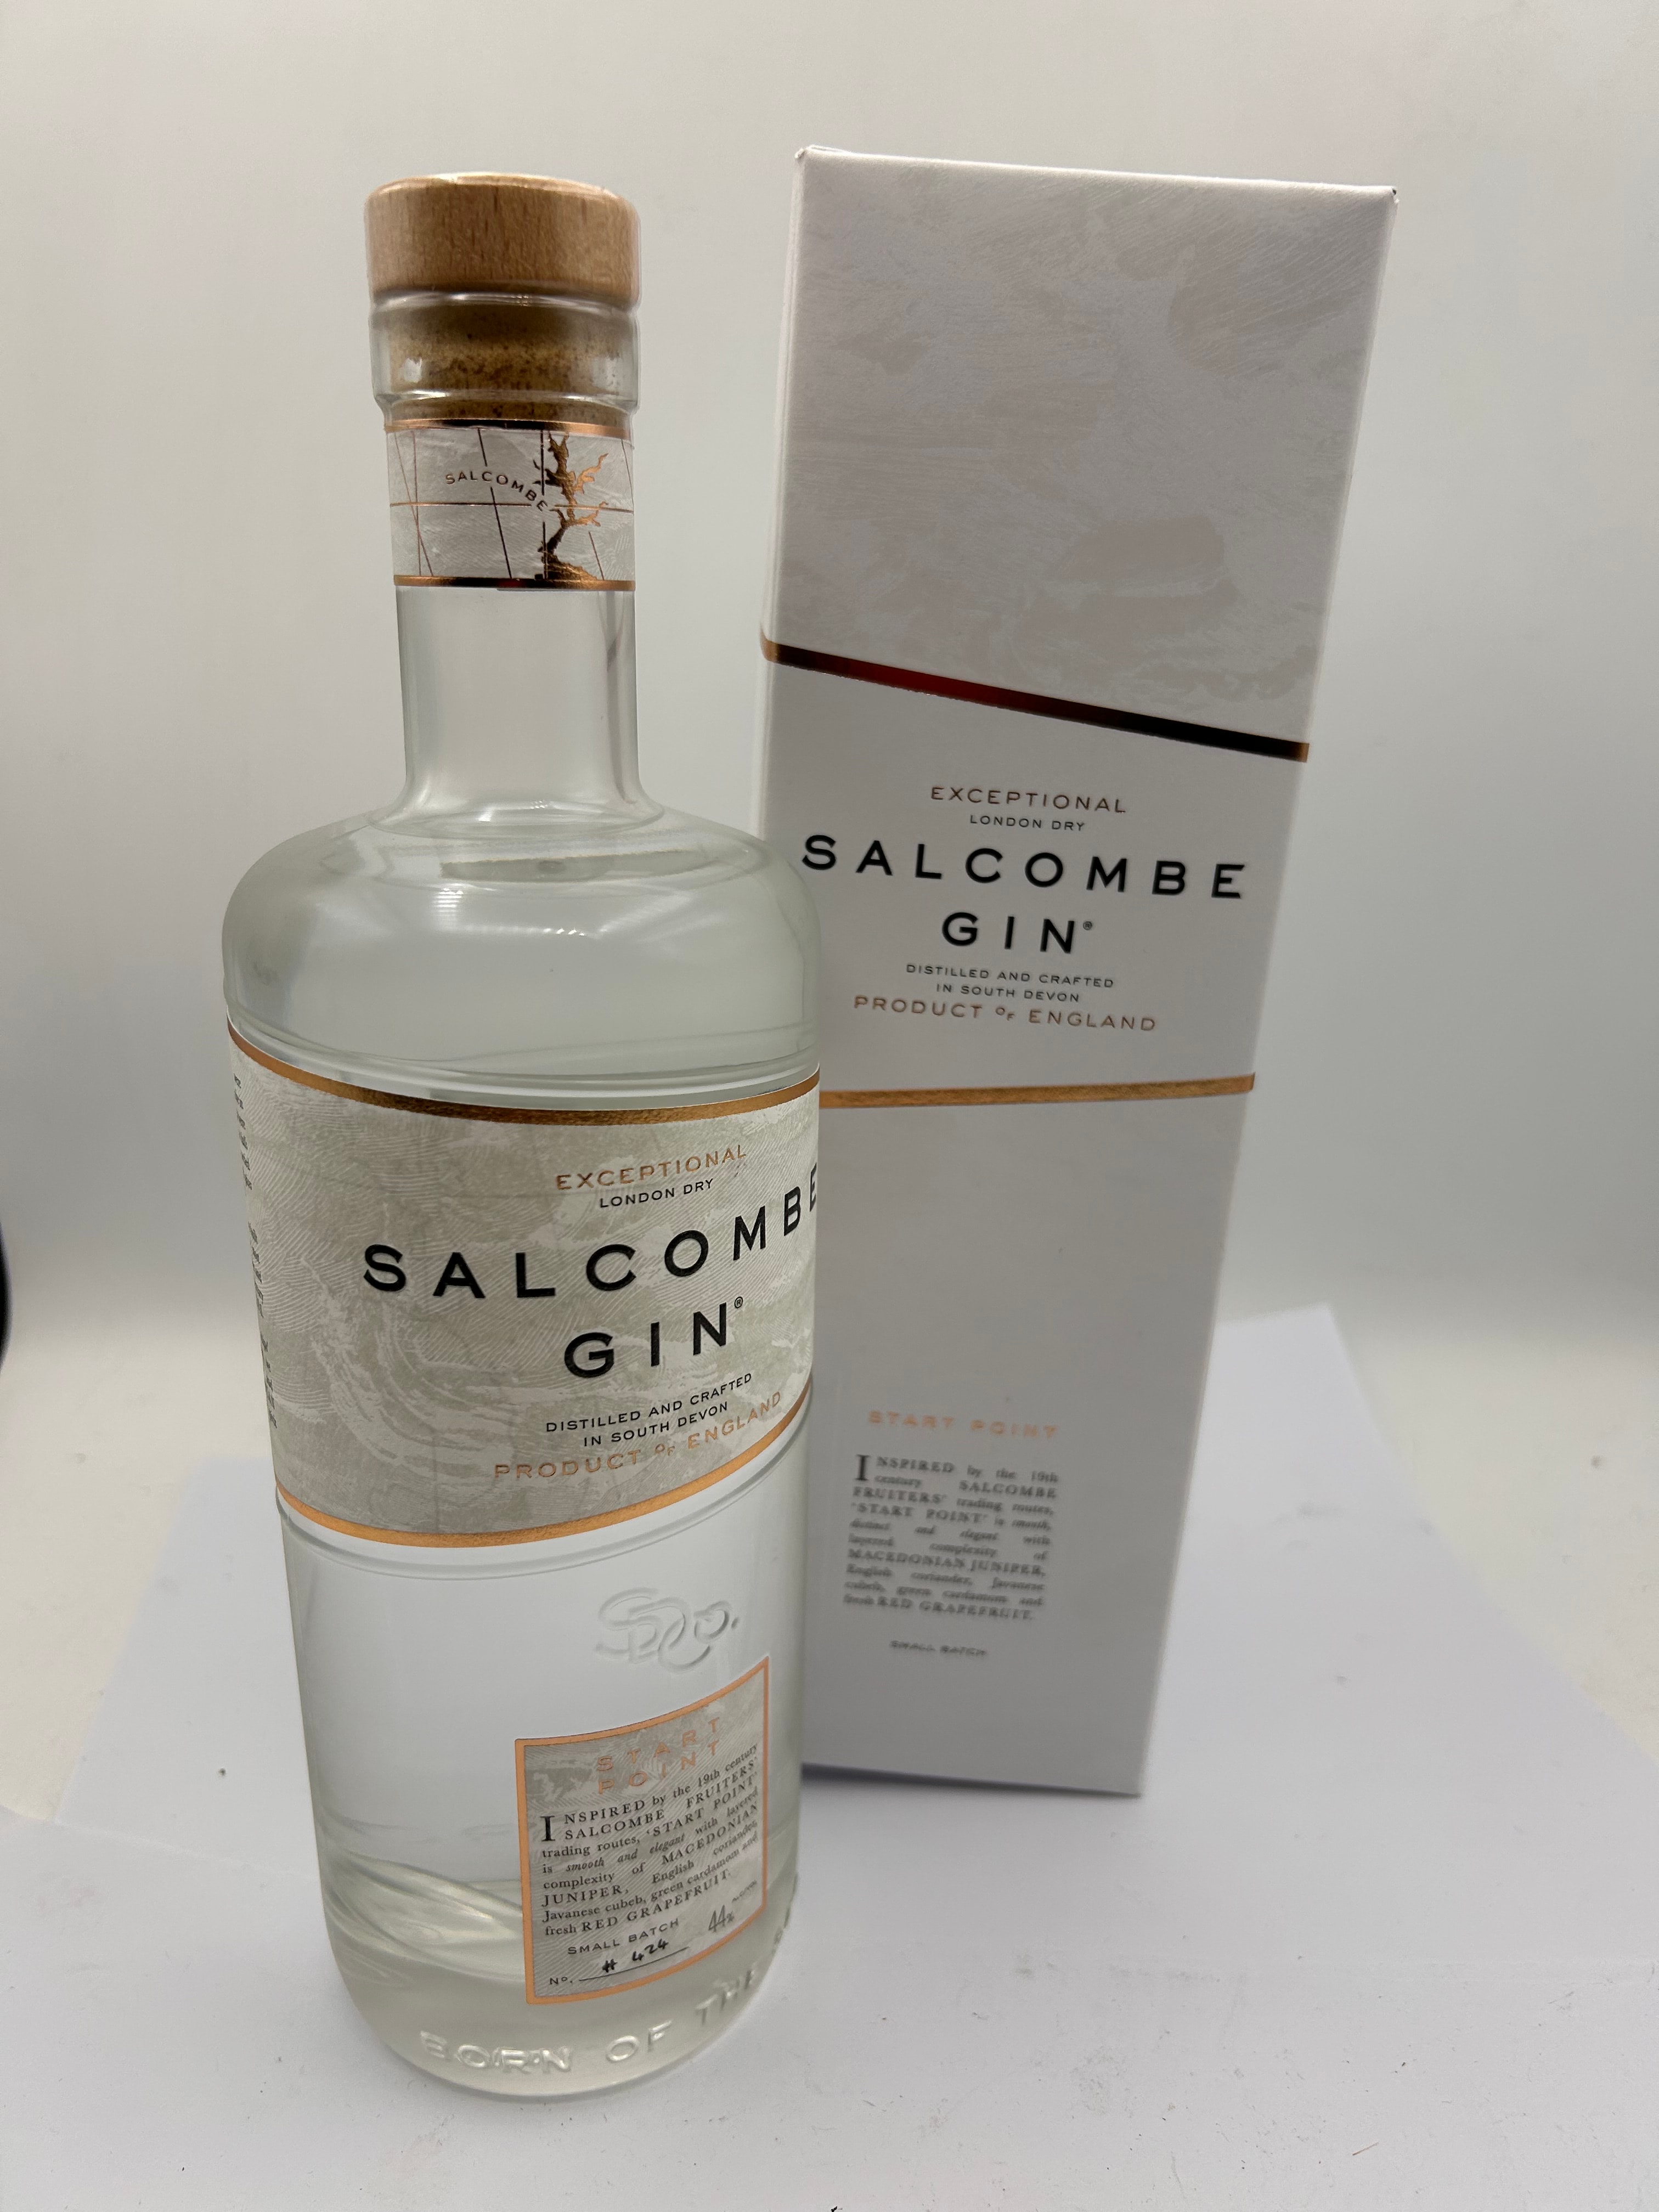 SALCOMBE
EXCEPTIONAL
LONDON DRY
SALCOMBE
GIN®
DISTILLED AND CRAFTED
IN SOUTH DEVON
PRODUCT OF ENGLAND
START
POINT
INSPIRED by the 19th century
SALCOMBE FRUITERS'
trading routes, 'START POINT'
is smooth and elegant with layered
complexity of MACEDONIAN
JUNIPER, English coriander,
Javanese cubeb, green cardamom and
fresh RED GRAPEFRUIT.
SMALL BATCH
44%
No. # 424
BORN OF THE
EXCEPTIONAL
LONDON DRY
SALCOMBE
GIN®
DISTILLED AND CRAFTED
IN SOUTH DEVON
PRODUCT OF ENGLAND
START POINT
INSPIRED by the 19th
century SALCOMBE
FRUITERS' trading routes,
'START POINT' is smooth,
distinct and elegant with
layered complexity of
MACEDONIAN JUNIPER,
English coriander, Javanese
cubeb, green cardamom and
fresh RED GRAPEFRUIT.
SMALL BATCH